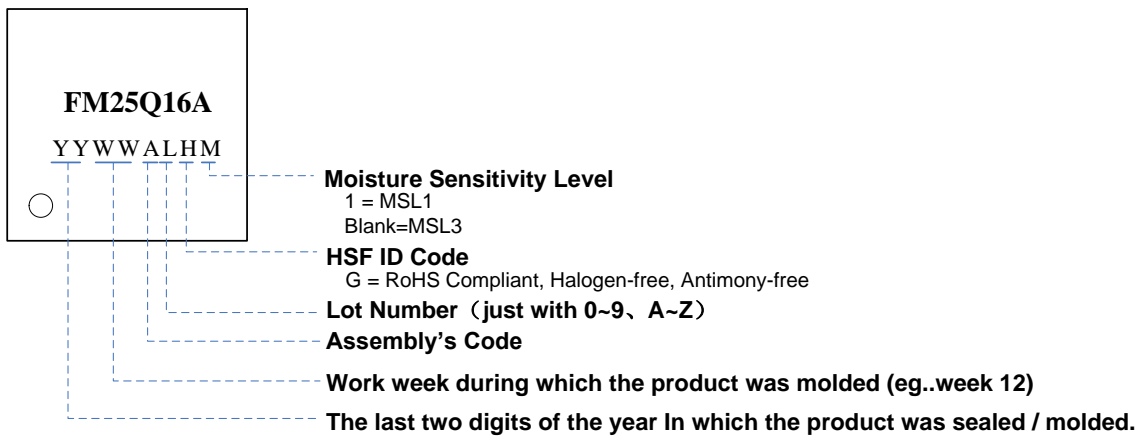 FM25Q16A
YYWWALHM
Moisture Sensitivity Level
1 = MSL1
Blank=MSL3
HSF ID Code
G = RoHS Compliant, Halogen-free, Antimony-free
Lot Number（just with 0~9、A~Z）
Assembly's Code
Work week during which the product was molded (eg..week 12)
The last two digits of the year In which the product was sealed / molded.